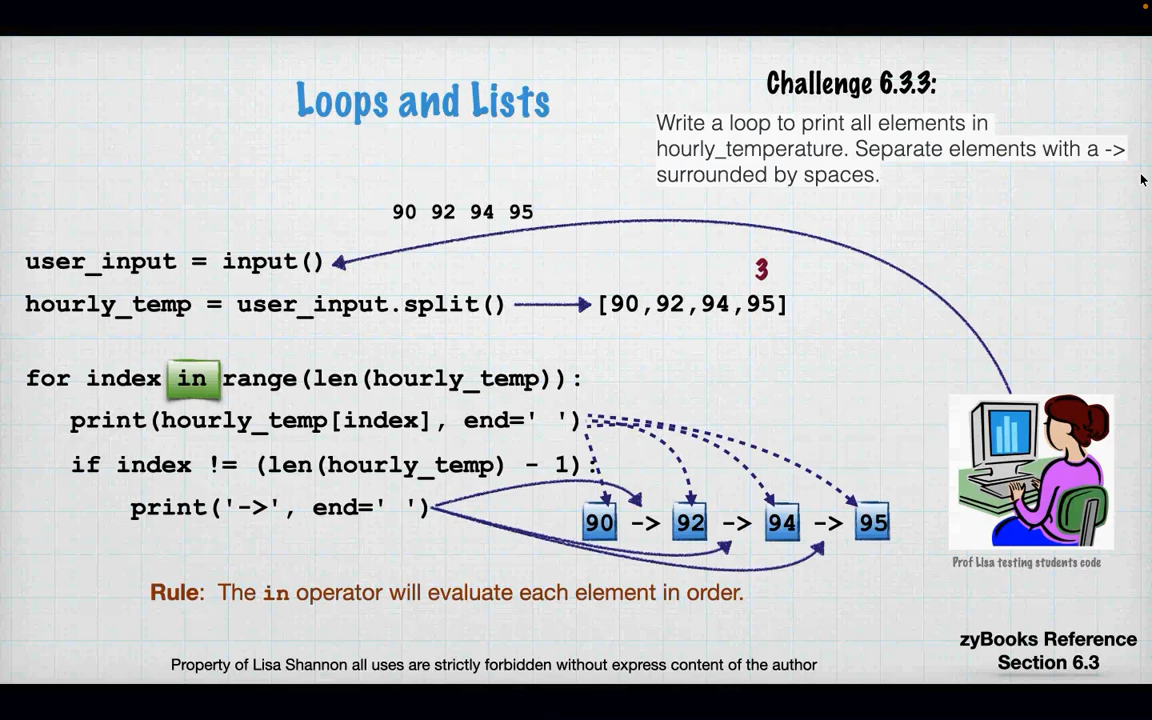 Loops and Lists
Challenge 6.3.3:
Write a loop to print all elements in
hourly_temperature. Separate elements with a ->
surrounded by spaces.
90 92 94 95
user_input = input()
3
hourly_temp = user_input.split()
[90,92,94,95]
for index in range(len(hourly_temp)):
print(hourly_temp[index], end=' ')
if index != (len(hourly_temp) - 1):
print('->', end=' ')
90 -> 92 -> 94 -> 95
Prof Lisa testing students code
Rule: The in operator will evaluate each element in order.
zyBooks Reference
Section 6.3
Property of Lisa Shannon all uses are strictly forbidden without express content of the author